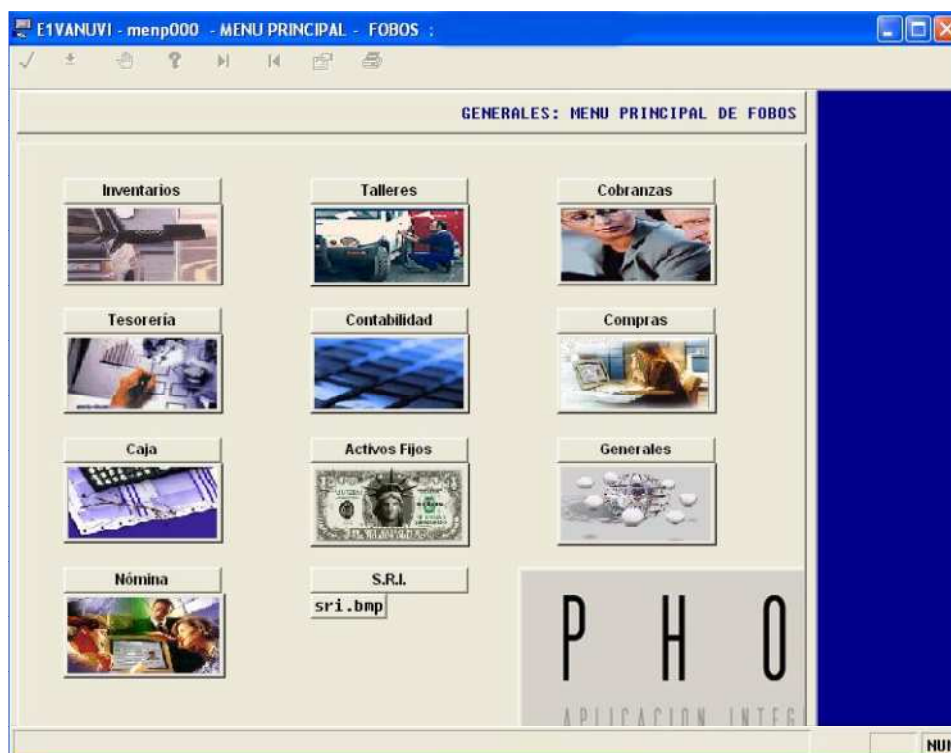 E1VANUVI - menp000 - MENU PRINCIPAL - FOBOS :
GENERALES: MENU PRINCIPAL DE FOBOS
Inventarios Talleres Cobranzas
Tesorería Contabilidad Compras
Caja Activos Fijos Generales
Nómina S.R.I.
sri.bmp
P H O
APLICACION INTEG
NUM